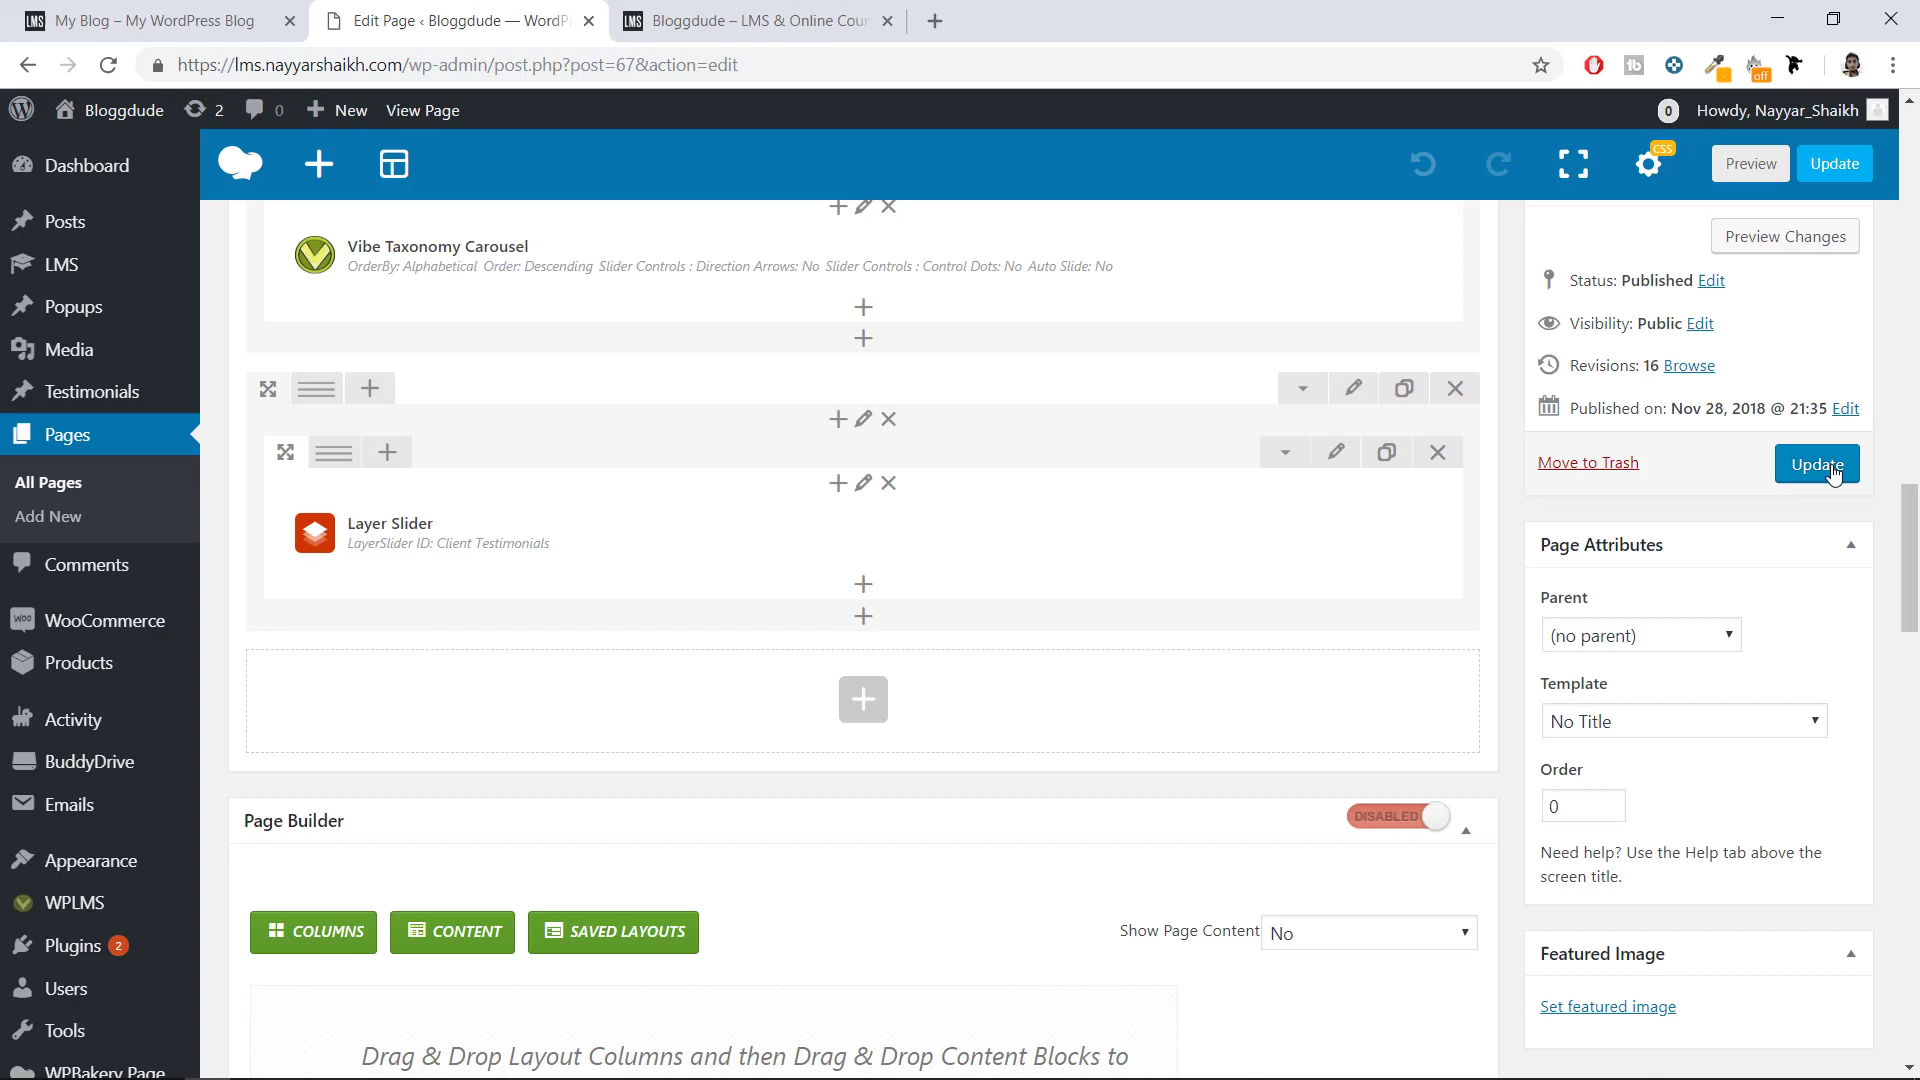 LMS My Blog – My WordPress Blog
Edit Page ‹ Bloggdude — WordP
LMS Bloggdude – LMS & Online Cour
https://lms.nayyarshaikh.com/wp-admin/post.php?post=67&action=edit
tb
off
Bloggdude
2
0
New
View Page
0
Howdy, Nayyar_Shaikh
CSS
Preview
Update
Dashboard
Posts
LMS
Popups
Media
Testimonials
Pages
All Pages
Add New
Comments
Woo WooCommerce
Products
Activity
BuddyDrive
Emails
Appearance
WPLMS
Plugins 2
Users
Tools
WPBakery Page
Vibe Taxonomy Carousel
OrderBy: Alphabetical Order: Descending Slider Controls : Direction Arrows: No Slider Controls : Control Dots: No Auto Slide: No
Layer Slider
LayerSlider ID: Client Testimonials
Page Builder
DISABLED
COLUMNS
CONTENT
SAVED LAYOUTS
Show Page Content
No
Drag & Drop Layout Columns and then Drag & Drop Content Blocks to
Preview Changes
Status: Published Edit
Visibility: Public Edit
Revisions: 16 Browse
Published on: Nov 28, 2018 @ 21:35 Edit
Move to Trash
Update
Page Attributes
Parent
(no parent)
Template
No Title
Order
0
Need help? Use the Help tab above the
screen title.
Featured Image
Set featured image